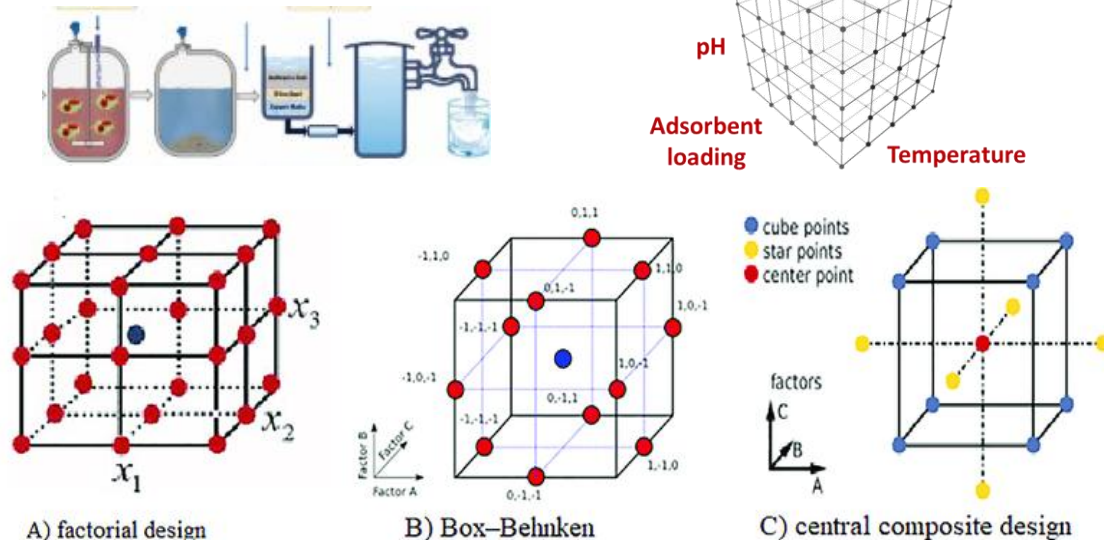 pH
Adsorbent
loading
Temperature
x₃
x₂
x₁
A) factorial design
0,1,1
-1,1,0
1,1,0
0,1,-1
1,0,-1
-1,-1,-1
-1,0,-1
1,0,-1
0,-1,1
-1,-1,-1
1,-1,0
0,-1,-1
Factor B
Factor C
Factor A
B) Box–Behnken
cube points
star points
center point
factors
C
B
A
C) central composite design